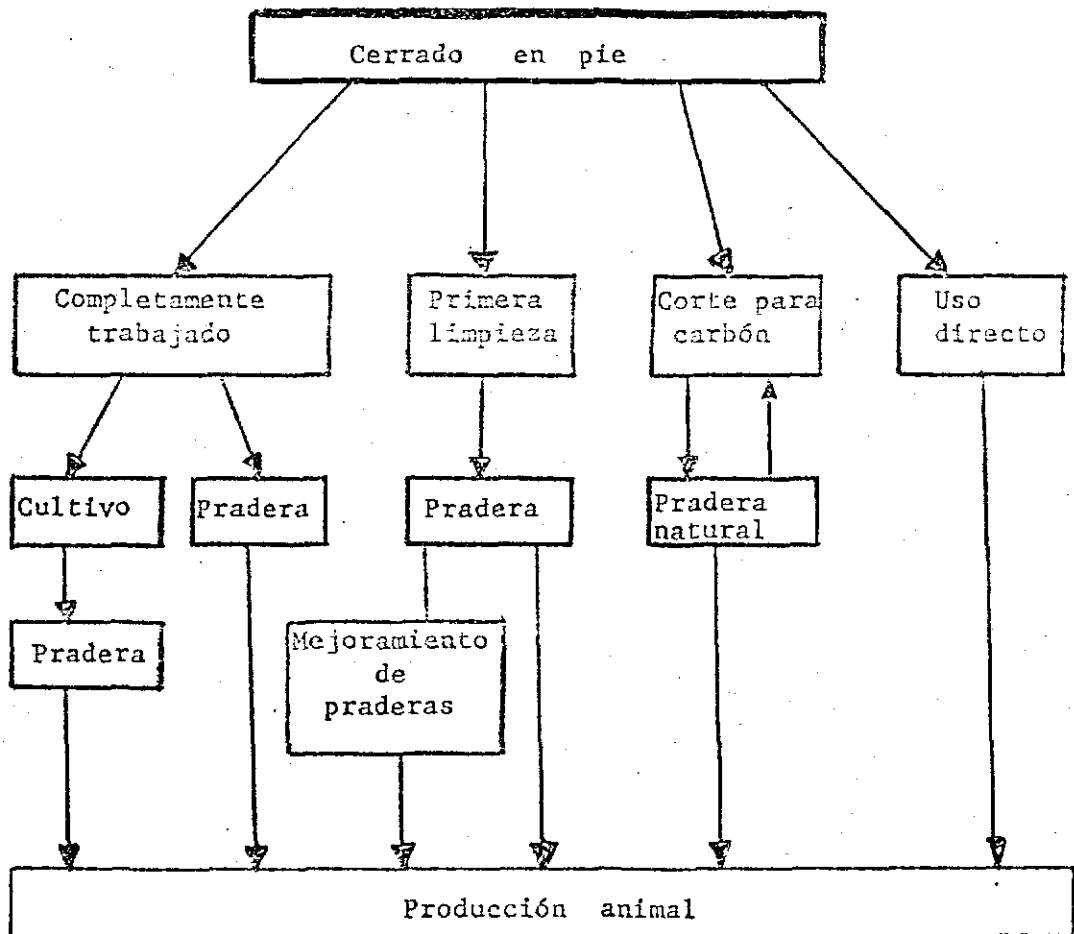 Cerrado en pie
Completamente
trabajado
Primera
limpieza
Corte para
carbón
Uso
directo
Cultivo
Pradera
Pradera
Pradera
natural
Pradera
Mejoramiento
de
praderas
Producción animal